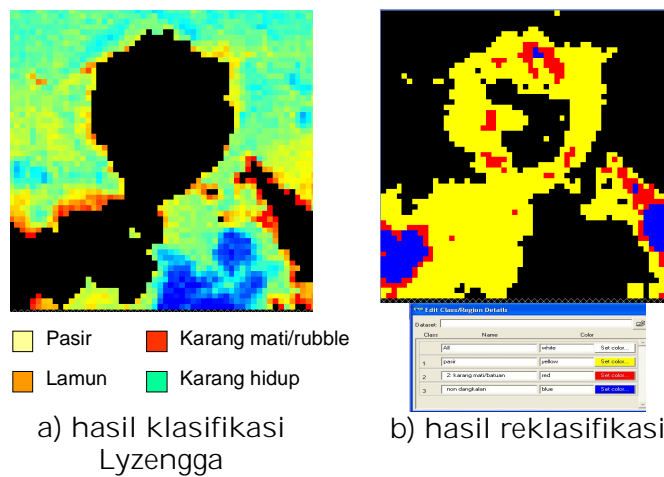 Pasir
Karang mati/rubble
Lamun
Karang hidup
a) hasil klasifikasi
Lyzengga
Edit Class/Region Details
Dataset:
Class Name Color
All white Set color...
1 pasir yellow Set color...
2 2: karang mati/batuan red Set color...
3 non dangkalan blue Set color...
b) hasil reklasifikasi